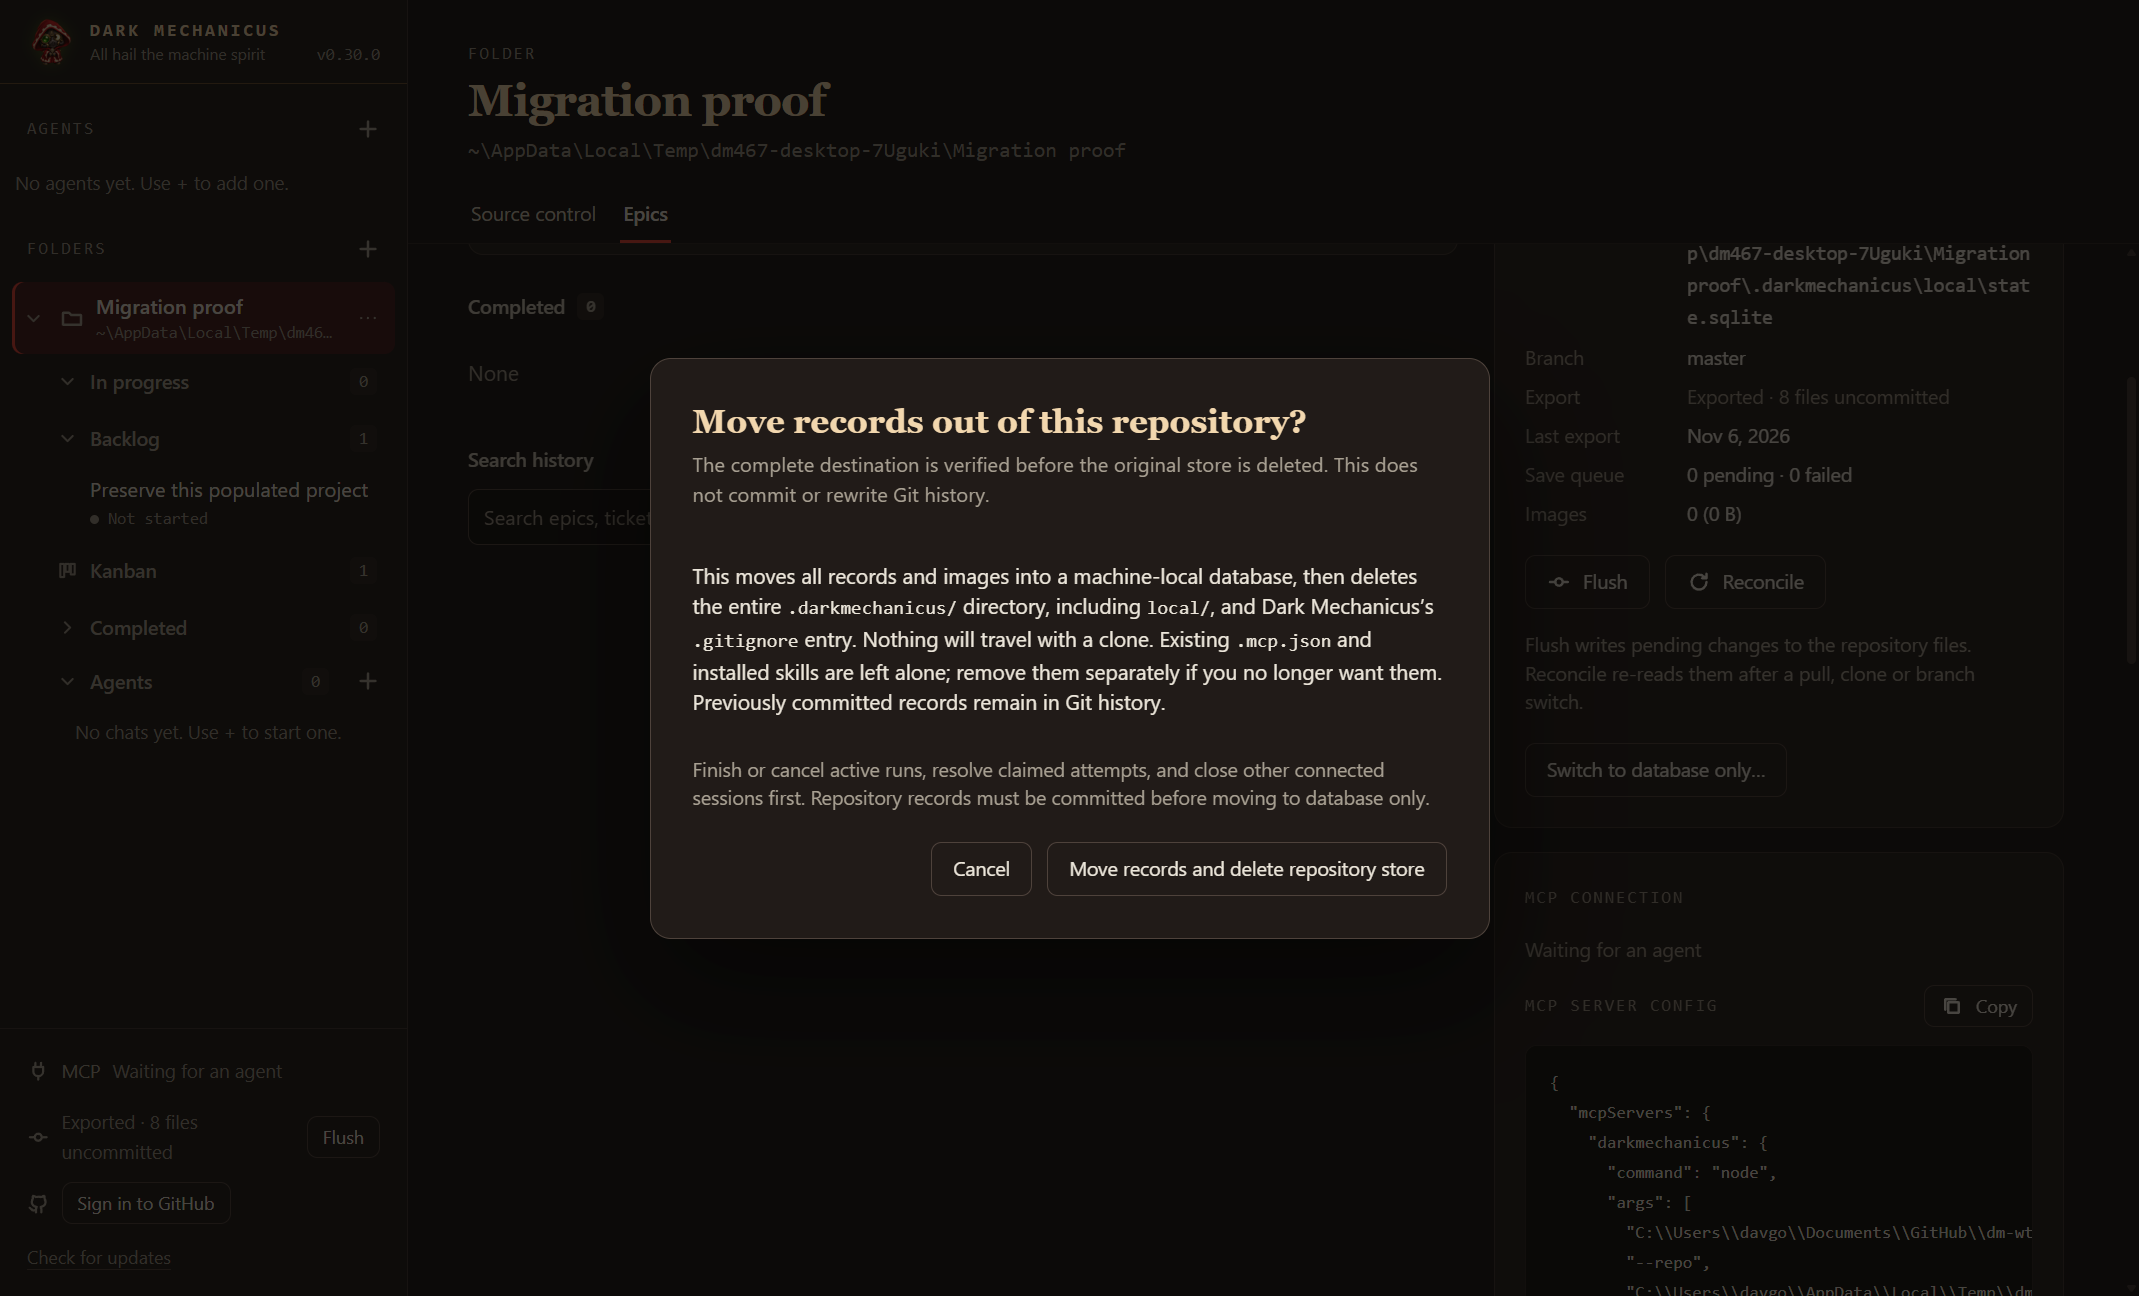 DARK MECHANICUS
All hail the machine spirit
v0.30.0
AGENTS
No agents yet. Use + to add one.
FOLDERS
Migration proof
~\AppData\Local\Temp\dm46…
In progress
0
Backlog
1
Preserve this populated project
Not started
Kanban
1
Completed
0
Agents
0
No chats yet. Use + to start one.
MCP Waiting for an agent
Exported · 8 files
uncommitted
Flush
Sign in to GitHub
Check for updates
FOLDER
Migration proof
~\AppData\Local\Temp\dm467-desktop-7Uguki\Migration proof
Source control
Epics
Completed
0
None
Search history
Search epics, ticket
Move records out of this repository?
The complete destination is verified before the original store is deleted. This does
not commit or rewrite Git history.
This moves all records and images into a machine-local database, then deletes
the entire .darkmechanicus/ directory, including local/, and Dark Mechanicus’s
.gitignore entry. Nothing will travel with a clone. Existing .mcp.json and
installed skills are left alone; remove them separately if you no longer want them.
Previously committed records remain in Git history.
Finish or cancel active runs, resolve claimed attempts, and close other connected
sessions first. Repository records must be committed before moving to database only.
Cancel
Move records and delete repository store
p\dm467-desktop-7Uguki\Migration
proof\.darkmechanicus\local\stat
e.sqlite
Branch
master
Export
Exported · 8 files uncommitted
Last export
Nov 6, 2026
Save queue
0 pending · 0 failed
Images
0 (0 B)
Flush
Reconcile
Flush writes pending changes to the repository files.
Reconcile re-reads them after a pull, clone or branch
switch.
Switch to database only…
MCP CONNECTION
Waiting for an agent
MCP SERVER CONFIG
Copy
{
"mcpServers": {
"darkmechanicus": {
"command": "node",
"args": [
"C:\\Users\\davgo\\Documents\\GitHub\\dm-wt
"--repo",
"C:\\Users\\davgo\\AppData\\Local\\Temp\\dm